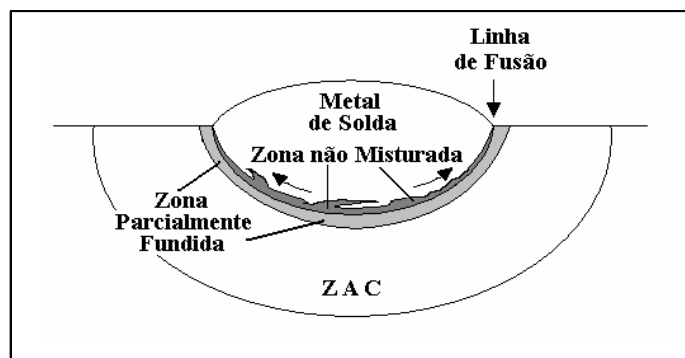 Linha
de Fusão
Metal
de Solda
Zona não Misturada
Zona
Parcialmente
Fundida
Z A C